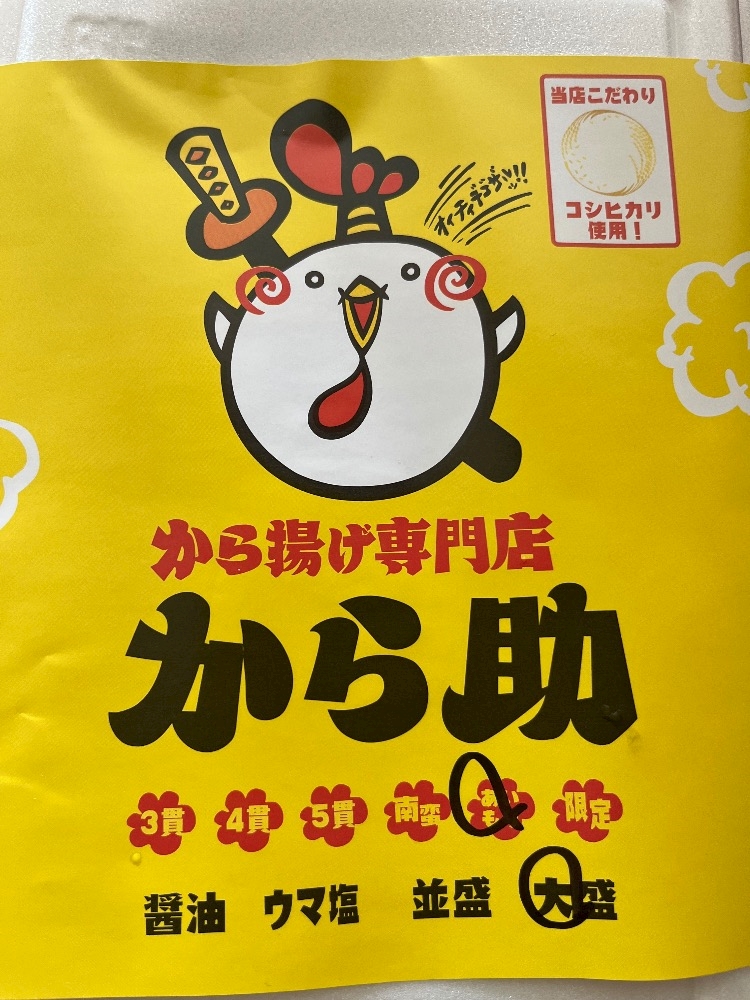 当店こだわり
コシヒカリ
使用！
から揚げ専門店
から助
3貫 4貫 5貫 南蛮 限定
醤油 ウマ塩 並盛 大盛